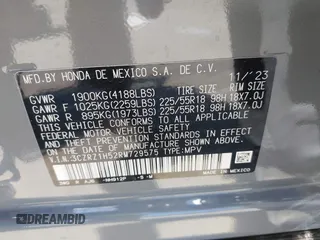 MFD. BY HONDA DE MEXICO S.A. DE C.V. 11/'23
GVWR 1900KG(4188LBS) TIRE SIZE RIM SIZE
GAWR F 1025KG(2259LBS) 225/55R18 98H 18X7.0J
GAWR R 895KG(1973LBS) 225/55R18 98H 18X7.0J
THIS VEHICLE CONFORMS TO ALL APPLICABLE
FEDERAL MOTOR VEHICLE SAFETY, BUMPER, AND THEFT
PREVENTION STANDARDS IN EFFECT ON THE DATE OF
MANUFACTURE SHOWN ABOVE.
V.I.N. 3CZRZ1H52RM729575 TYPE:MPV
MADE IN MEXICO
AUTOBIDMASTER